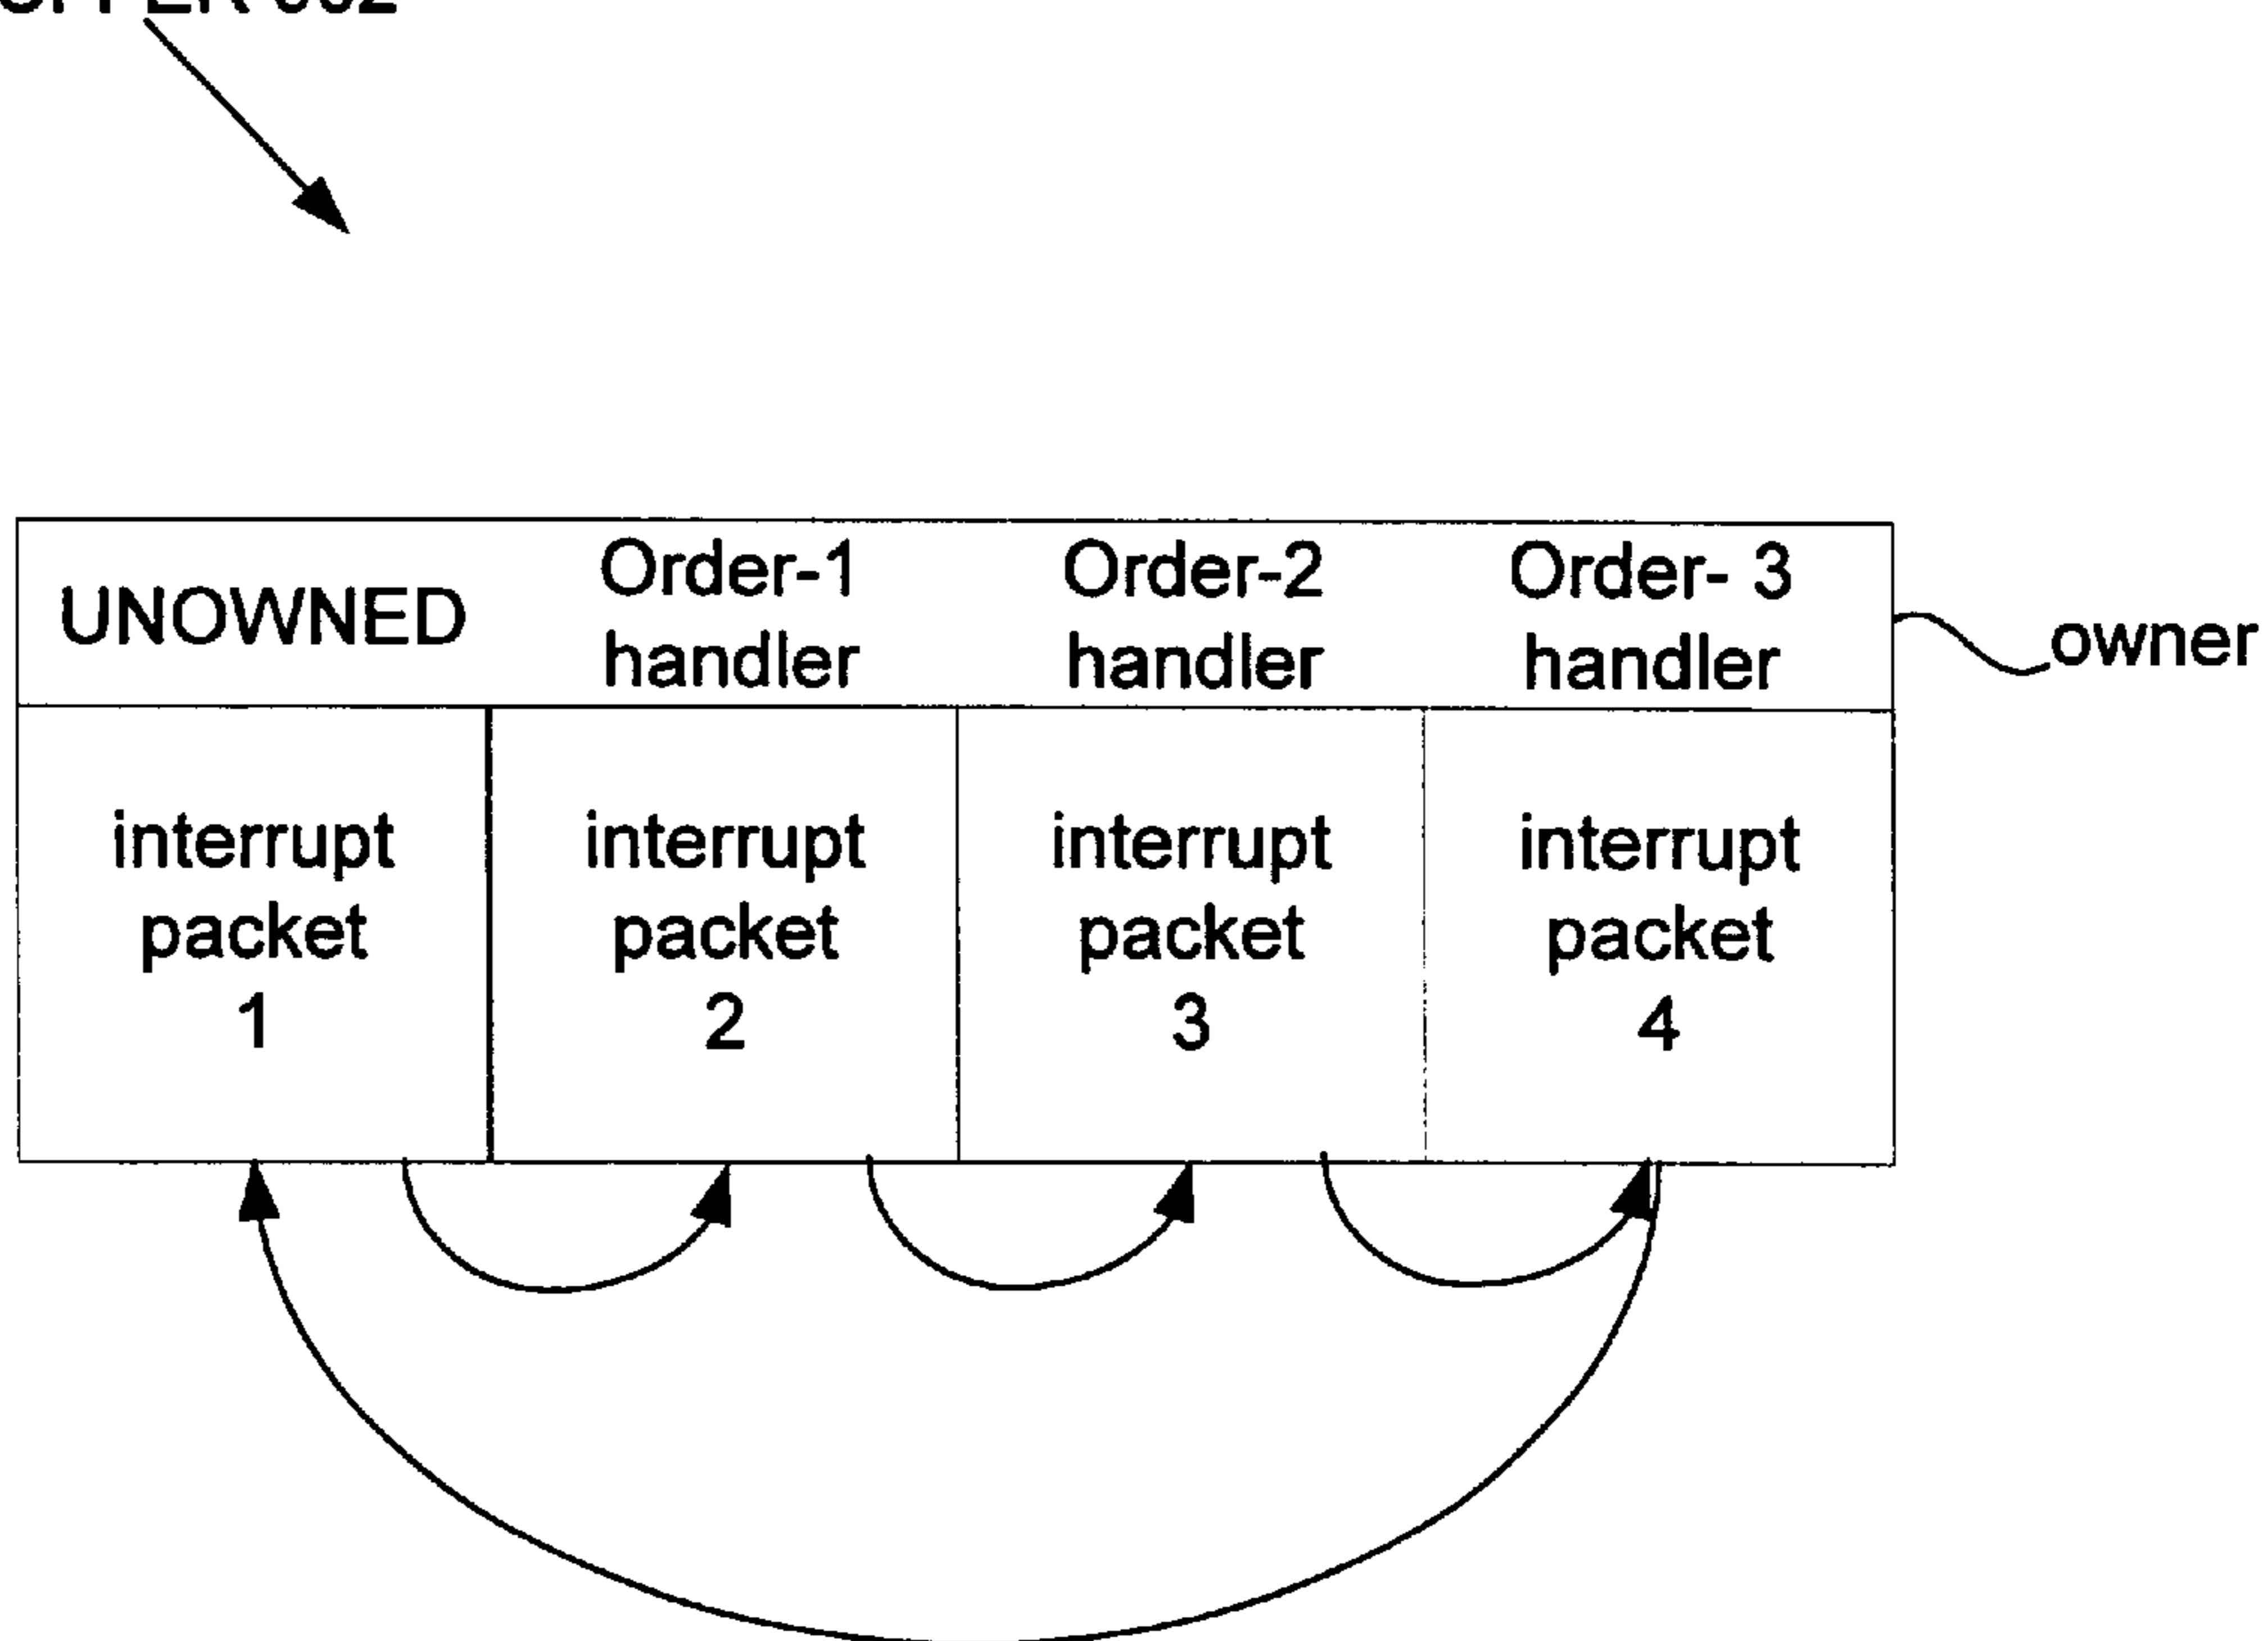 UNOWNED
Order-1
handler
Order-2
handler
Order- 3
handler
owner
interrupt
packet
1
interrupt
packet
2
interrupt
packet
3
interrupt
packet
4